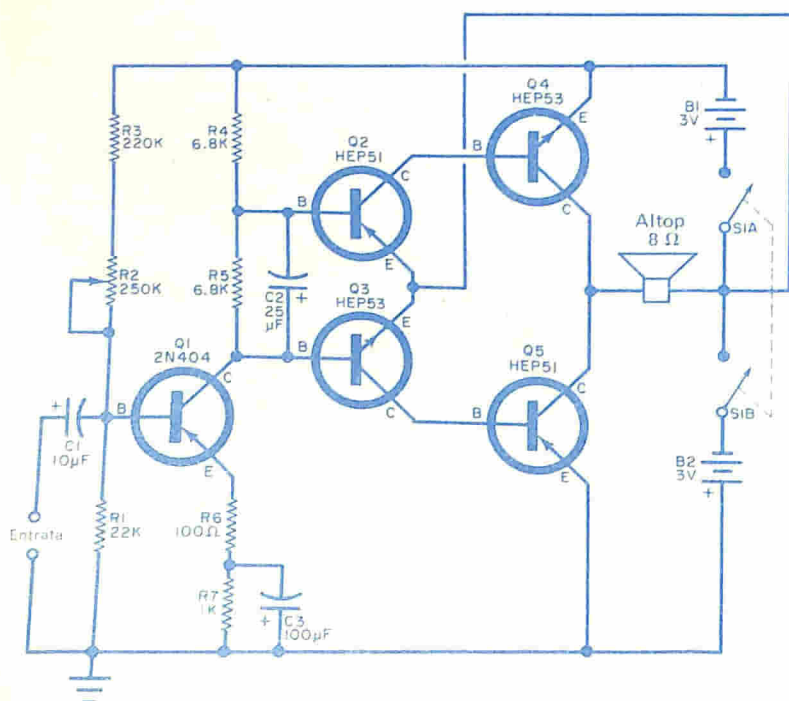 R3
220K
R4
6.8K
Q2
HEP51
B
C
E
Q4
HEP53
B
E
C
B1
3V
+
S1A
Altop
8 Ω
R2
250K
R5
6.8K
C2
25
µF
+
Q3
HEP53
B
E
C
Q1
2N404
B
C
E
Q5
HEP51
B
C
E
S1B
B2
3V
+
+
C1
10µF
Entrata
R1
22K
R6
100Ω
R7
1K
+
C3
100µF